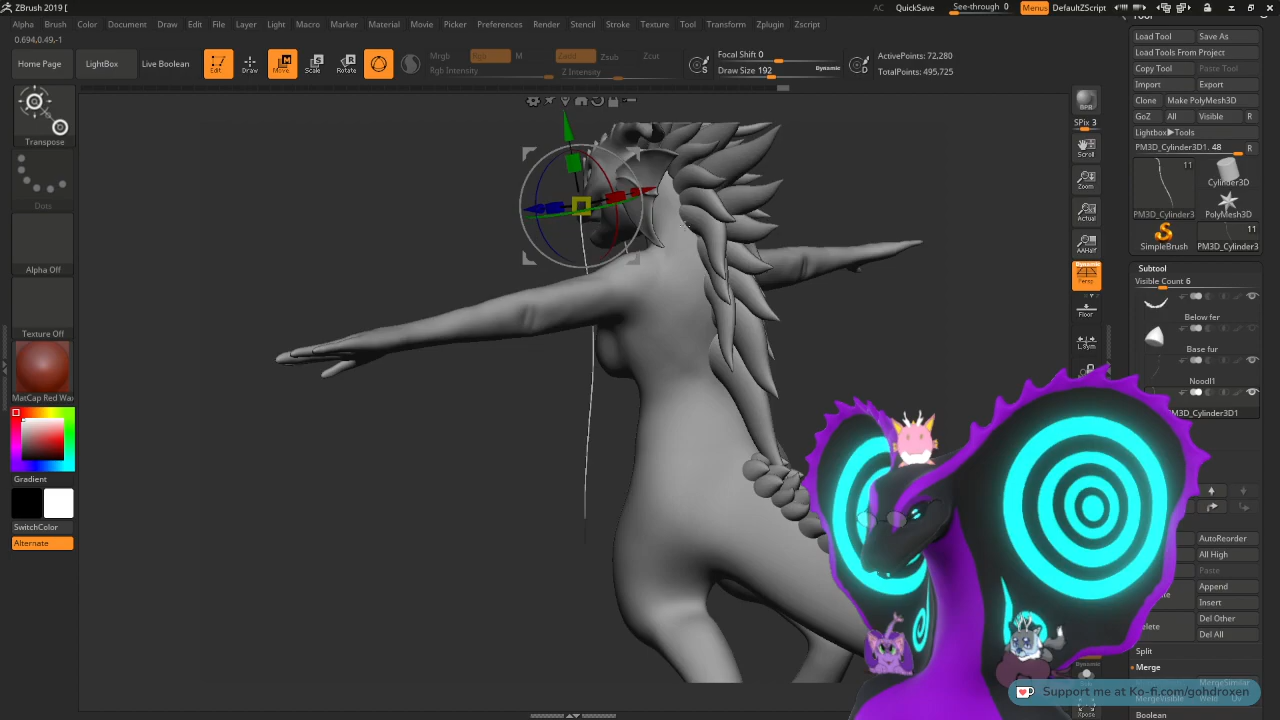 ZBrush 2019 [
AC QuickSave See-through 0 Menus DefaultZScript
Alpha Brush Color Document Draw Edit File Layer Light Macro Marker Material Movie Picker Preferences Render Stencil Stroke Texture Tool Transform Zplugin Zscript
Tool
0.694,0.49,-1
Home Page LightBox Live Boolean Edit Draw Move Scale Rotate
Mrgb Rgb M Zadd Zsub Zcut
Rgb Intensity Z Intensity
Focal Shift 0
Draw Size 192 Dynamic
ActivePoints: 72,280
TotalPoints: 495,725
Load Tool Save As
Load Tools From Project
Copy Tool Paste Tool
Import Export
Clone Make PolyMesh3D
GoZ All Visible R
Lightbox▶Tools
PM3D_Cylinder3D1. 48 R
11
PM3D_Cylinder3
Cylinder3D
PolyMesh3D
SimpleBrush
11
PM3D_Cylinder3
Subtool
Visible Count 6
Below fer
Base fur
Noodl1
PM3D_Cylinder3D1
AutoReorder
All High
Paste
Append
Insert
Del Other
Del All
Split
Merge
MergeSimilar
Boolean
BPR
SPix 3
Scroll
Zoom
Actual
AAHalf
Dynamic
Persp
Floor
L.Sym
Dynamic
Xpose
Transpose
Dots
Alpha Off
Texture Off
MatCap Red Wax
Gradient
SwitchColor
Alternate
Support me at Ko-fi.com/gohdroxen